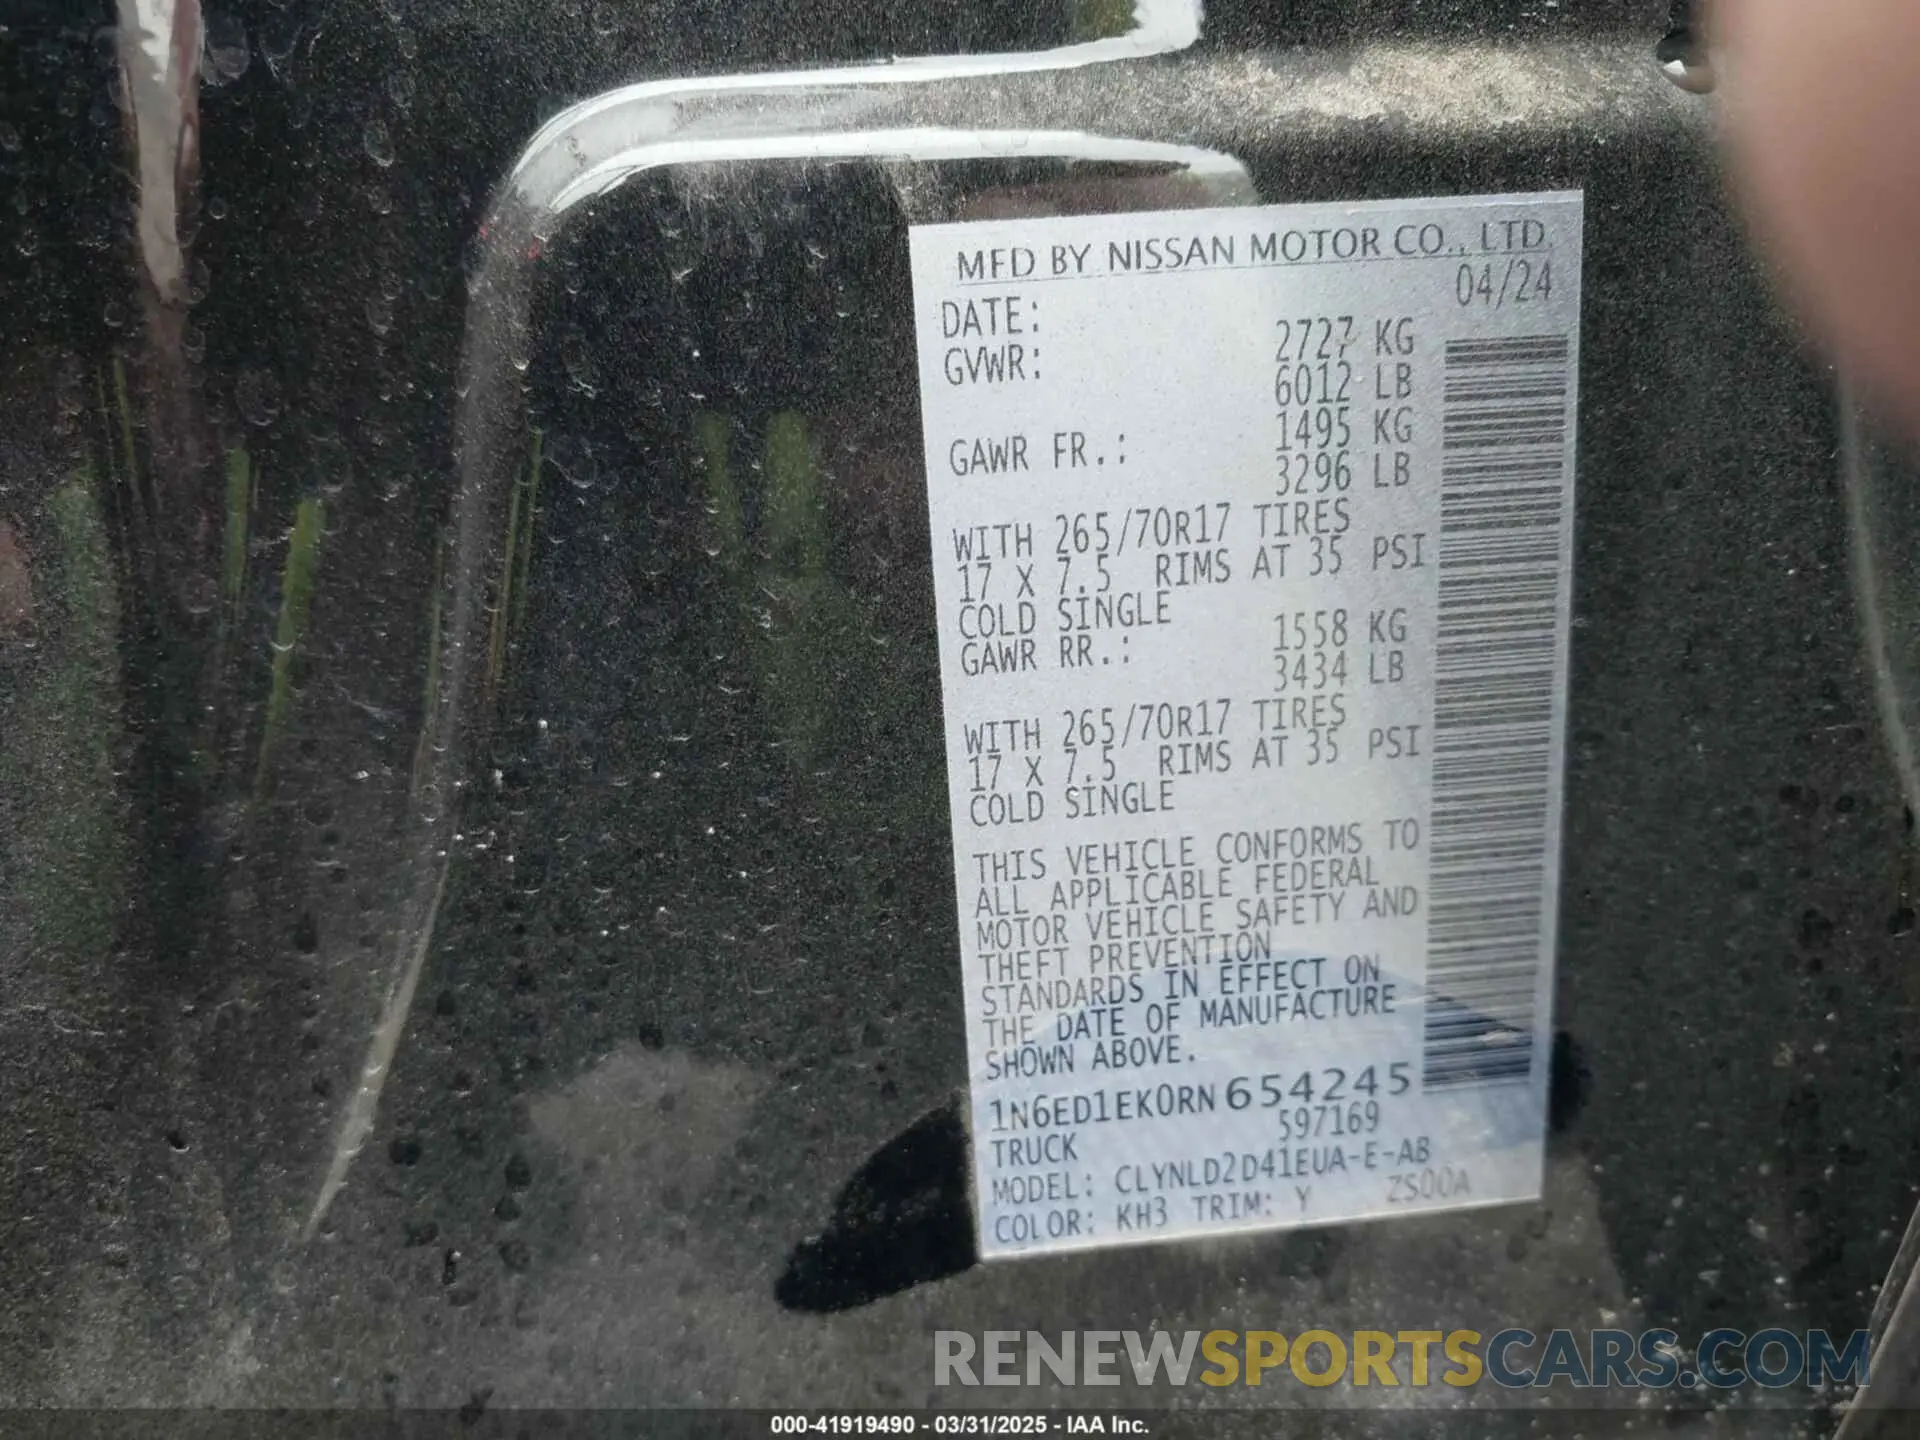 MFD BY NISSAN MOTOR CO., LTD.
DATE: 04/24
GVWR: 2727 KG
6012 LB
GAWR FR.: 1495 KG
3296 LB
WITH 265/70R17 TIRES
17 X 7.5 RIMS AT 35 PSI
COLD SINGLE
GAWR RR.: 1558 KG
3434 LB
WITH 265/70R17 TIRES
17 X 7.5 RIMS AT 35 PSI
COLD SINGLE
THIS VEHICLE CONFORMS TO
ALL APPLICABLE FEDERAL
MOTOR VEHICLE SAFETY AND
THEFT PREVENTION
STANDARDS IN EFFECT ON
THE DATE OF MANUFACTURE
SHOWN ABOVE.
1N6ED1EK0RN654245
TRUCK 597169
MODEL: CLYNLD2D41EUA-E-AB
COLOR: KH3 TRIM: Y ZS00A
RENEWSPORTSCARS.COM
000-41919490 - 03/31/2025 - IAA Inc.